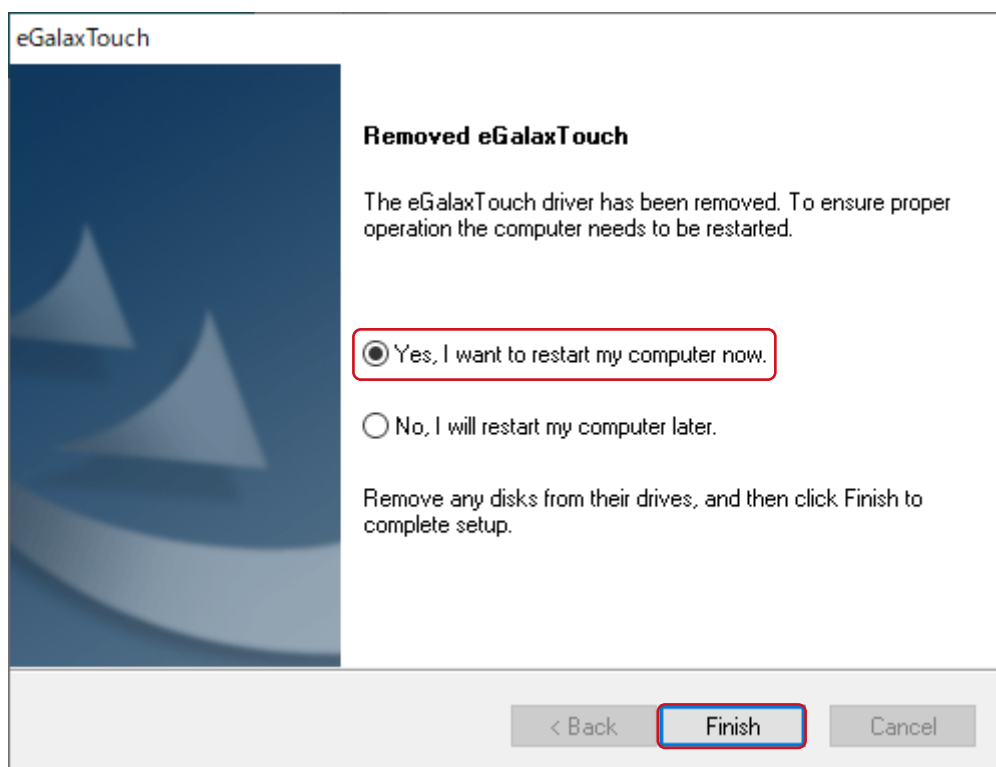 eGalaxTouch
Removed eGalaxTouch
The eGalaxTouch driver has been removed. To ensure proper
operation the computer needs to be restarted.
Yes, I want to restart my computer now.
No, I will restart my computer later.
Remove any disks from their drives, and then click Finish to
complete setup.
< Back
Finish
Cancel